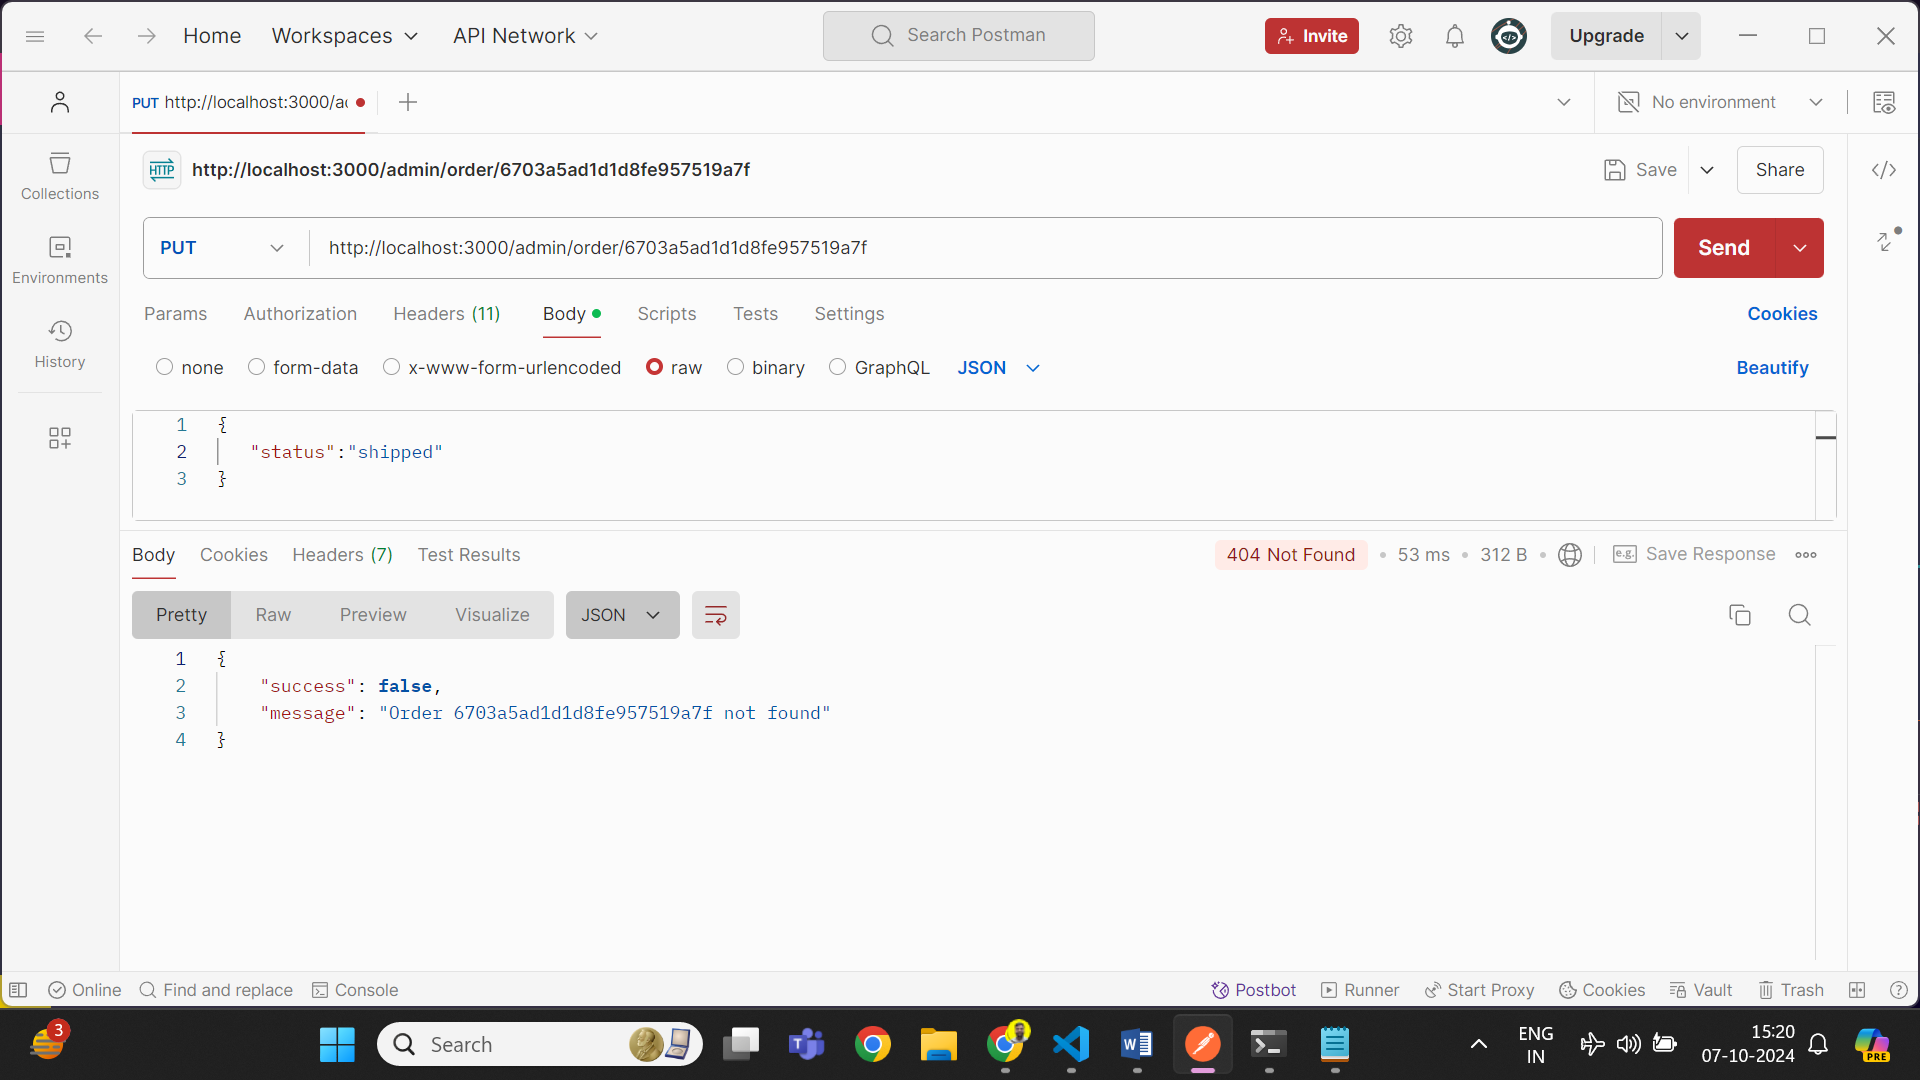 Home Workspaces API Network Search Postman Invite Upgrade
PUT http://localhost:3000/a No environment
HTTP http://localhost:3000/admin/order/6703a5ad1d1d8fe957519a7f Save Share
PUT http://localhost:3000/admin/order/6703a5ad1d1d8fe957519a7f Send
Params Authorization Headers (11) Body Scripts Tests Settings Cookies
none form-data x-www-form-urlencoded raw binary GraphQL JSON Beautify
Collections
Environments
History
1 {
2 "status":"shipped"
3 }
Body Cookies Headers (7) Test Results 404 Not Found • 53 ms • 312 B • e.g. Save Response
Pretty Raw Preview Visualize JSON
1 {
2 "success": false,
3 "message": "Order 6703a5ad1d1d8fe957519a7f not found"
4 }
Online Find and replace Console Postbot Runner Start Proxy Cookies Vault Trash
3 Search ENG IN 15:20 07-10-2024 PRE